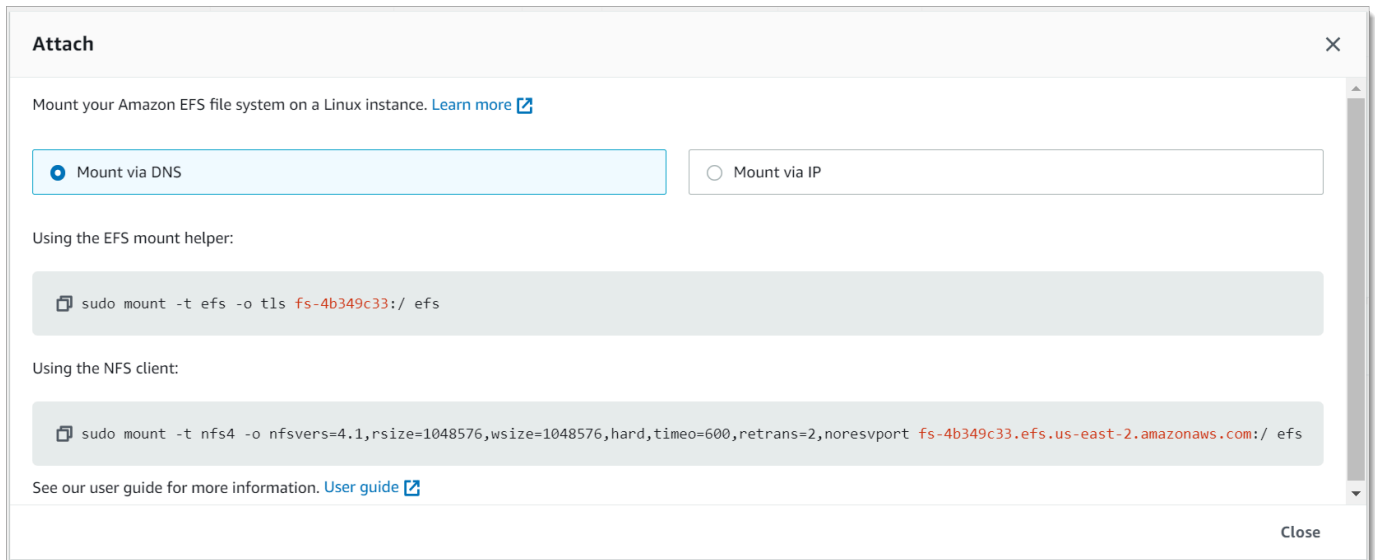 Attach
Mount your Amazon EFS file system on a Linux instance. Learn more
Mount via DNS
Mount via IP
Using the EFS mount helper:
sudo mount -t efs -o tls fs-4b349c33:/ efs
Using the NFS client:
sudo mount -t nfs4 -o nfsvers=4.1,rsize=1048576,wsize=1048576,hard,timeo=600,retrans=2,noresvport fs-4b349c33.efs.us-east-2.amazonaws.com:/ efs
See our user guide for more information. User guide
Close